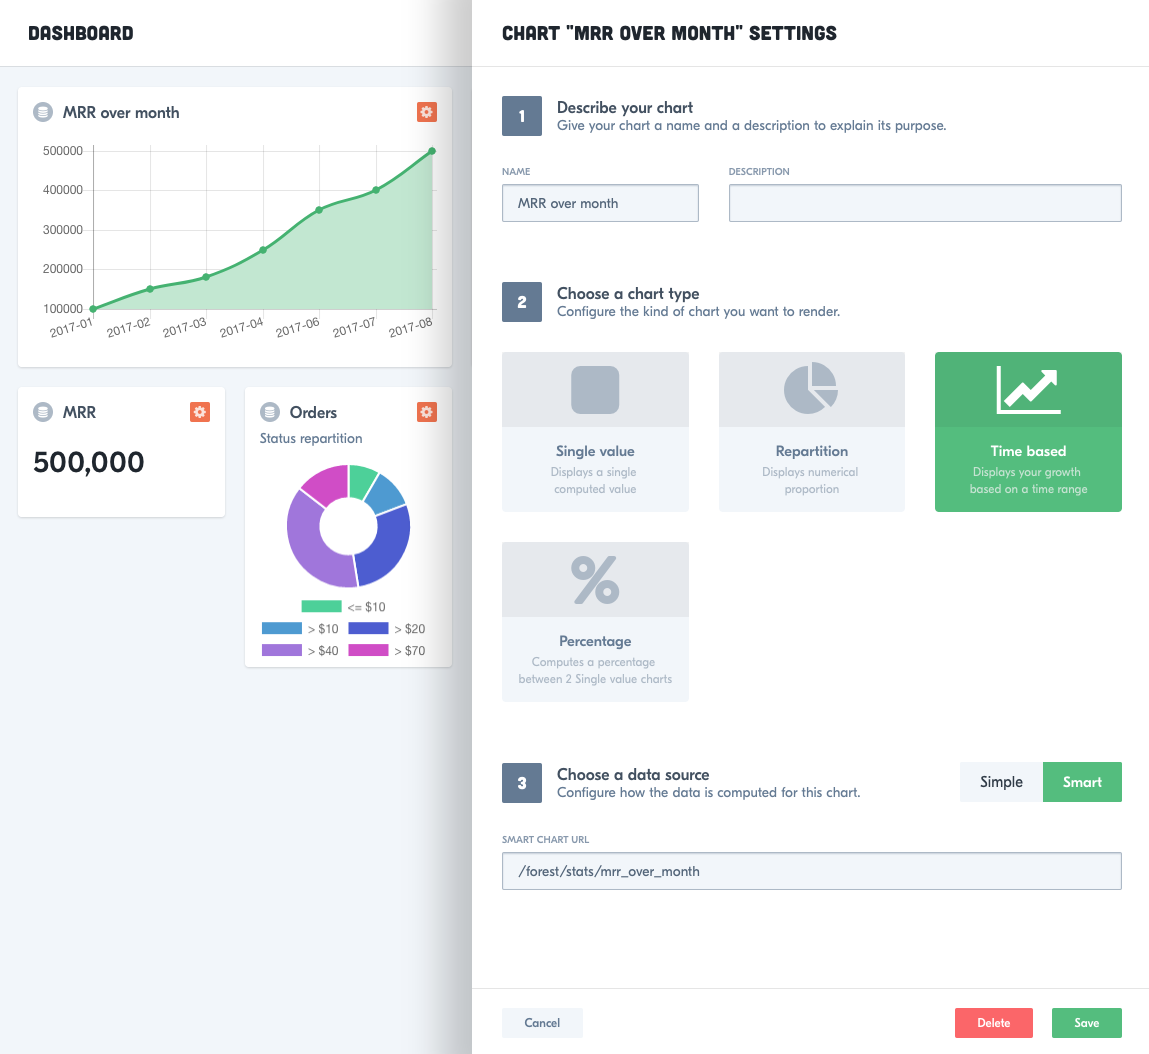 DASHBOARD
MRR over month
500000
400000
300000
200000
100000
2017-01
2017-02
2017-03
2017-04
2017-06
2017-07
2017-08
MRR
500,000
Orders
Status repartition
<= $10
> $10
> $20
> $40
> $70
CHART "MRR OVER MONTH" SETTINGS
1
Describe your chart
Give your chart a name and a description to explain its purpose.
NAME
DESCRIPTION
MRR over month
2
Choose a chart type
Configure the kind of chart you want to render.
Single value
Displays a single
computed value
Repartition
Displays numerical
proportion
Time based
Displays your growth
based on a time range
%
Percentage
Computes a percentage
between 2 Single value charts
3
Choose a data source
Configure how the data is computed for this chart.
Simple
Smart
SMART CHART URL
/forest/stats/mrr_over_month
Cancel
Delete
Save